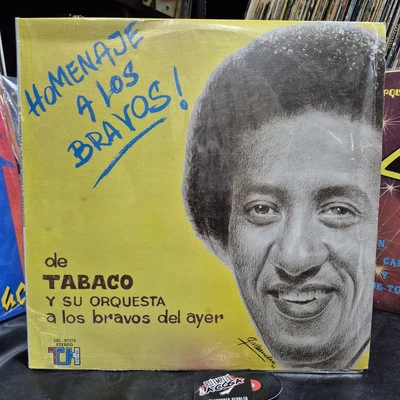 HOMENAJE
A LOS
BRAVOS!
de
TABACO
Y SU ORQUESTA
a los bravos del ayer
STEREO
TH